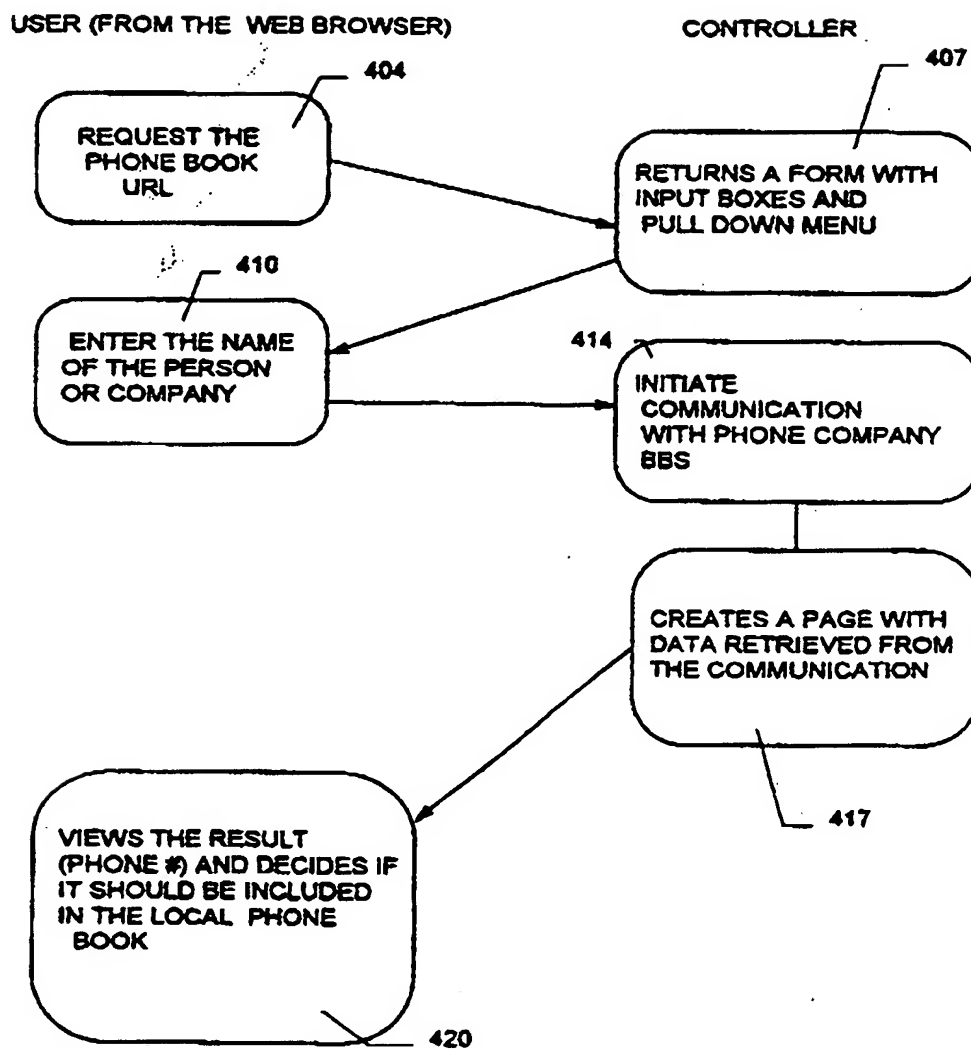 USER (FROM THE WEB BROWSER)
CONTROLLER
404
407
REQUEST THE
PHONE BOOK
URL
RETURNS A FORM WITH
INPUT BOXES AND
PULL DOWN MENU
410
ENTER THE NAME
OF THE PERSON
OR COMPANY
414
INITIATE
COMMUNICATION
WITH PHONE COMPANY
BBS
CREATES A PAGE WITH
DATA RETRIEVED FROM
THE COMMUNICATION
417
VIEWS THE RESULT
(PHONE #) AND DECIDES IF
IT SHOULD BE INCLUDED
IN THE LOCAL PHONE
BOOK
420